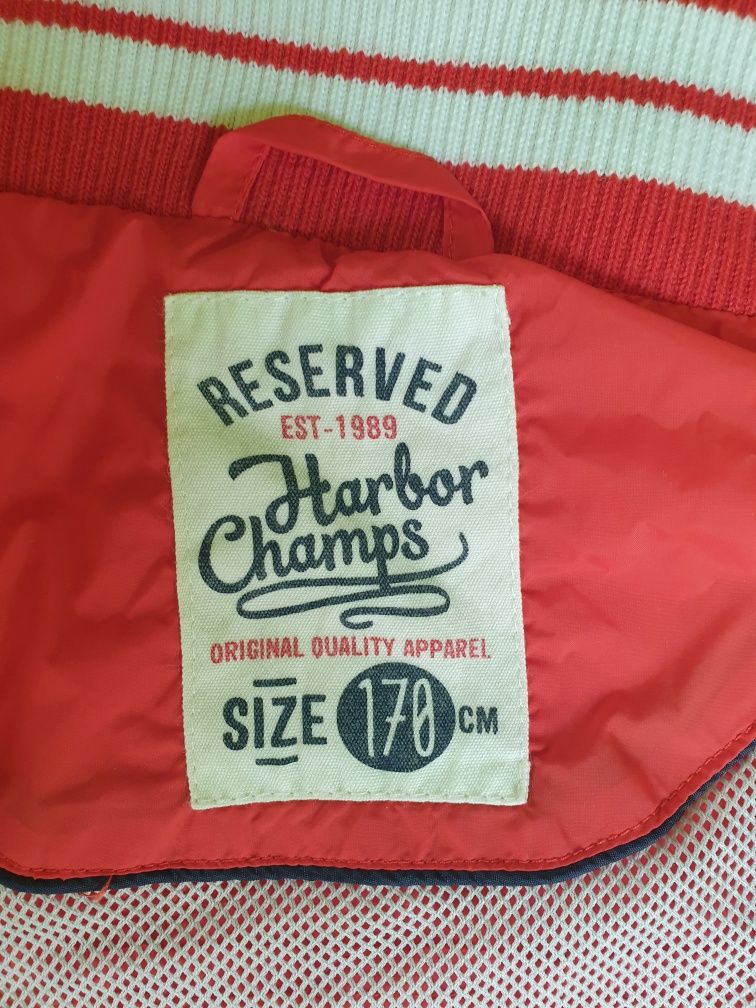 RESERVED
EST-1989
Harbor
Champs
ORIGINAL QUALITY APPAREL
SIZE 170 CM